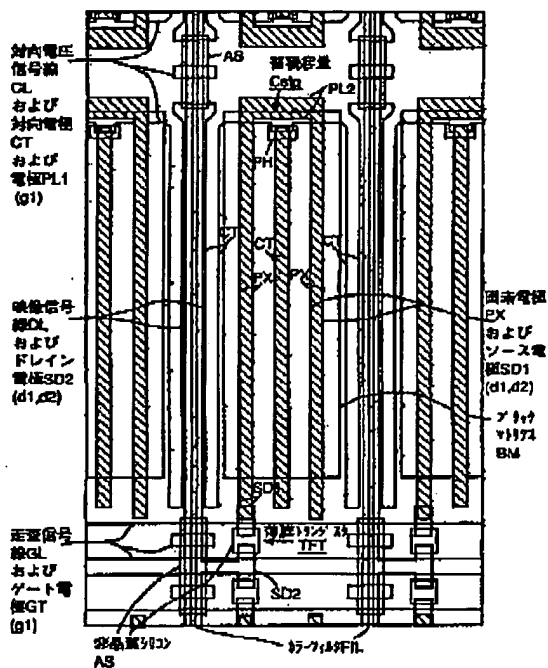 対向電圧
信号線
CL
および
対向電極
CT
および
電極PL1
(g1)
AS
蓄積容量
Cstg
PL2
PH
CT
CT
CT
PX
PX
映像信号
線DL
および
ドレイン
電極SD2
(d1,d2)
画素電極
PX
および
ソース電
極SD1
(d1,d2)
ブラック
マトリクス
BM
SD1
走査信号
線GL
および
ゲート電
極GT
(g1)
薄膜トランジスタ
TFT
SD2
非晶質シリコン
AS
カラーフィルタFIL